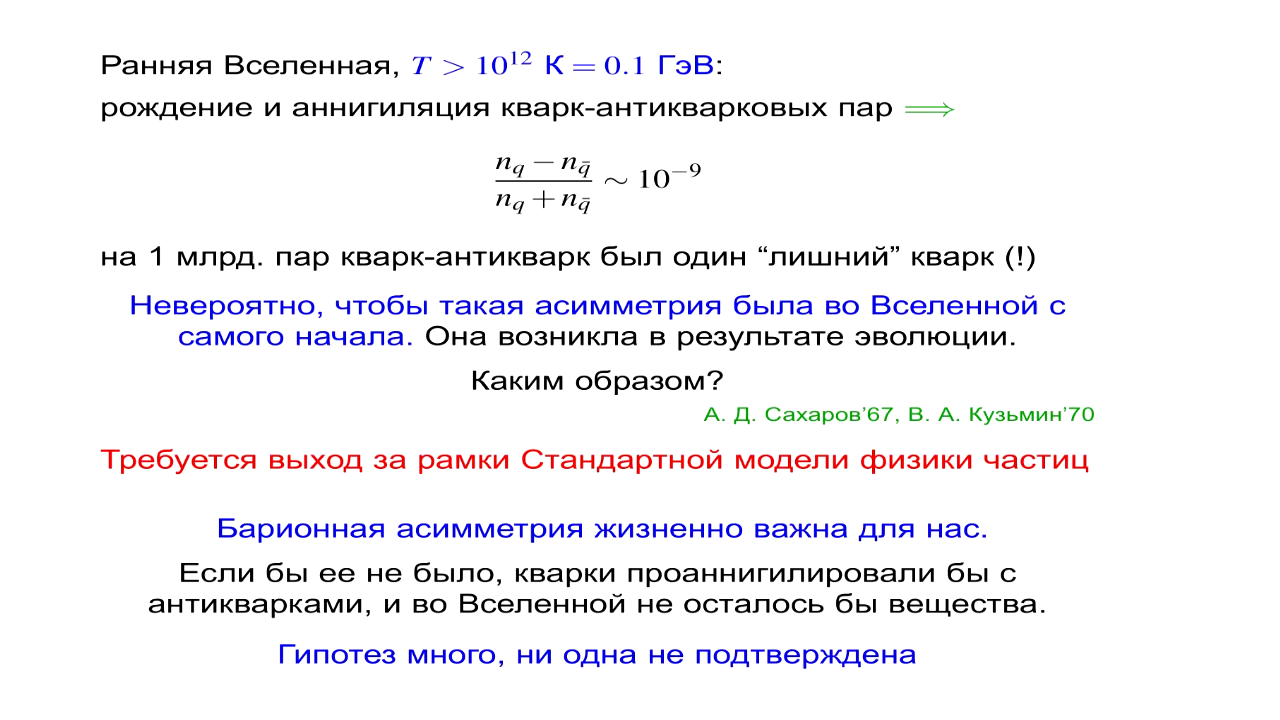 Ранняя Вселенная, T > 10¹² К = 0.1 ГэВ:
рождение и аннигиляция кварк-антикварковых пар ⟹
(n_q − n_q̄)/(n_q + n_q̄) ∼ 10⁻⁹
на 1 млрд. пар кварк-антикварк был один “лишний” кварк (!)
Невероятно, чтобы такая асимметрия была во Вселенной с
самого начала. Она возникла в результате эволюции.
Каким образом?
А. Д. Сахаров’67, В. А. Кузьмин’70
Требуется выход за рамки Стандартной модели физики частиц
Барионная асимметрия жизненно важна для нас.
Если бы ее не было, кварки проаннигилировали бы с
антикварками, и во Вселенной не осталось бы вещества.
Гипотез много, ни одна не подтверждена